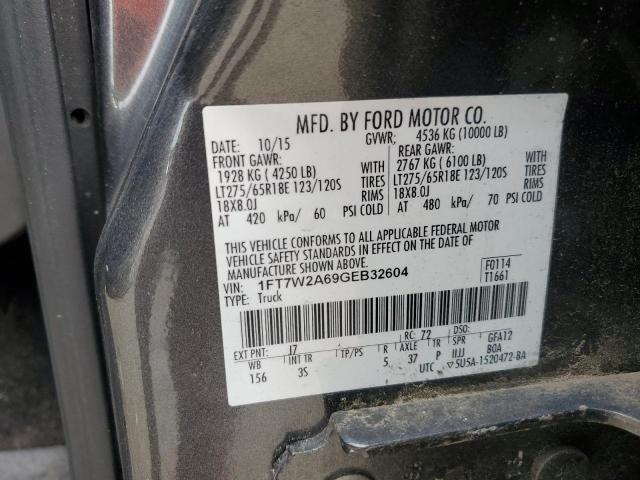 MFD. BY FORD MOTOR CO.
DATE: 10/15 GVWR: 4536 KG (10000 LB)
FRONT GAWR: WITH REAR GAWR: WITH
1928 KG ( 4250 LB) TIRES 2767 KG ( 6100 LB) TIRES
LT275/65R18E 123/120S RIMS LT275/65R18E 123/120S RIMS
18X8.0J 18X8.0J
AT 420 kPa/ 60 PSI COLD AT 480 kPa/ 70 PSI COLD
THIS VEHICLE CONFORMS TO ALL APPLICABLE FEDERAL MOTOR
VEHICLE SAFETY STANDARDS IN EFFECT ON THE DATE OF
MANUFACTURE SHOWN ABOVE.
VIN: 1FT7W2A69GEB32604 F0114
TYPE: Truck T1661
EXT PNT: J7 RC: 72 DSO:
WB INT TR TP/PS R AXLE TR SPR GFA12
156 3S 5 37 P IIJJ BOA
UTC ▽5U5A-1520472-BA